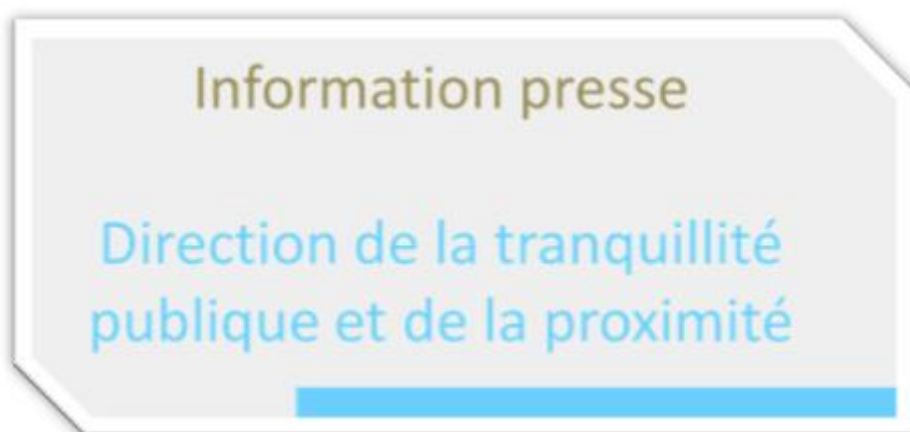 Information presse
Direction de la tranquillité
publique et de la proximité